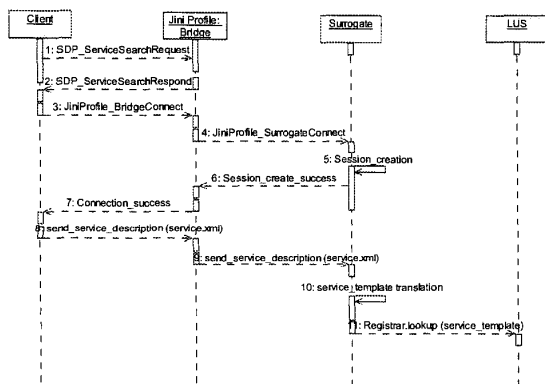 Client
Jini Profile:
Bridge
Surrogate
LUS
1: SDP_ServiceSearchRequest
2: SDP_ServiceSearchRespond
3: JiniProfile_BridgeConnect
4: JiniProfile_SurrogateConnect
5: Session_creation
6: Session_create_success
7: Connection_success
8: send_service_description (service.xml)
9: send_service_description (service.xml)
10: service_template translation
11: Registrar.lookup (service_template)